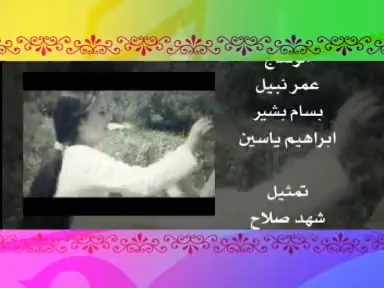 عمر نبيل
بسام بشير
ابراهيم ياسين
تمثيل
شهد صلاح